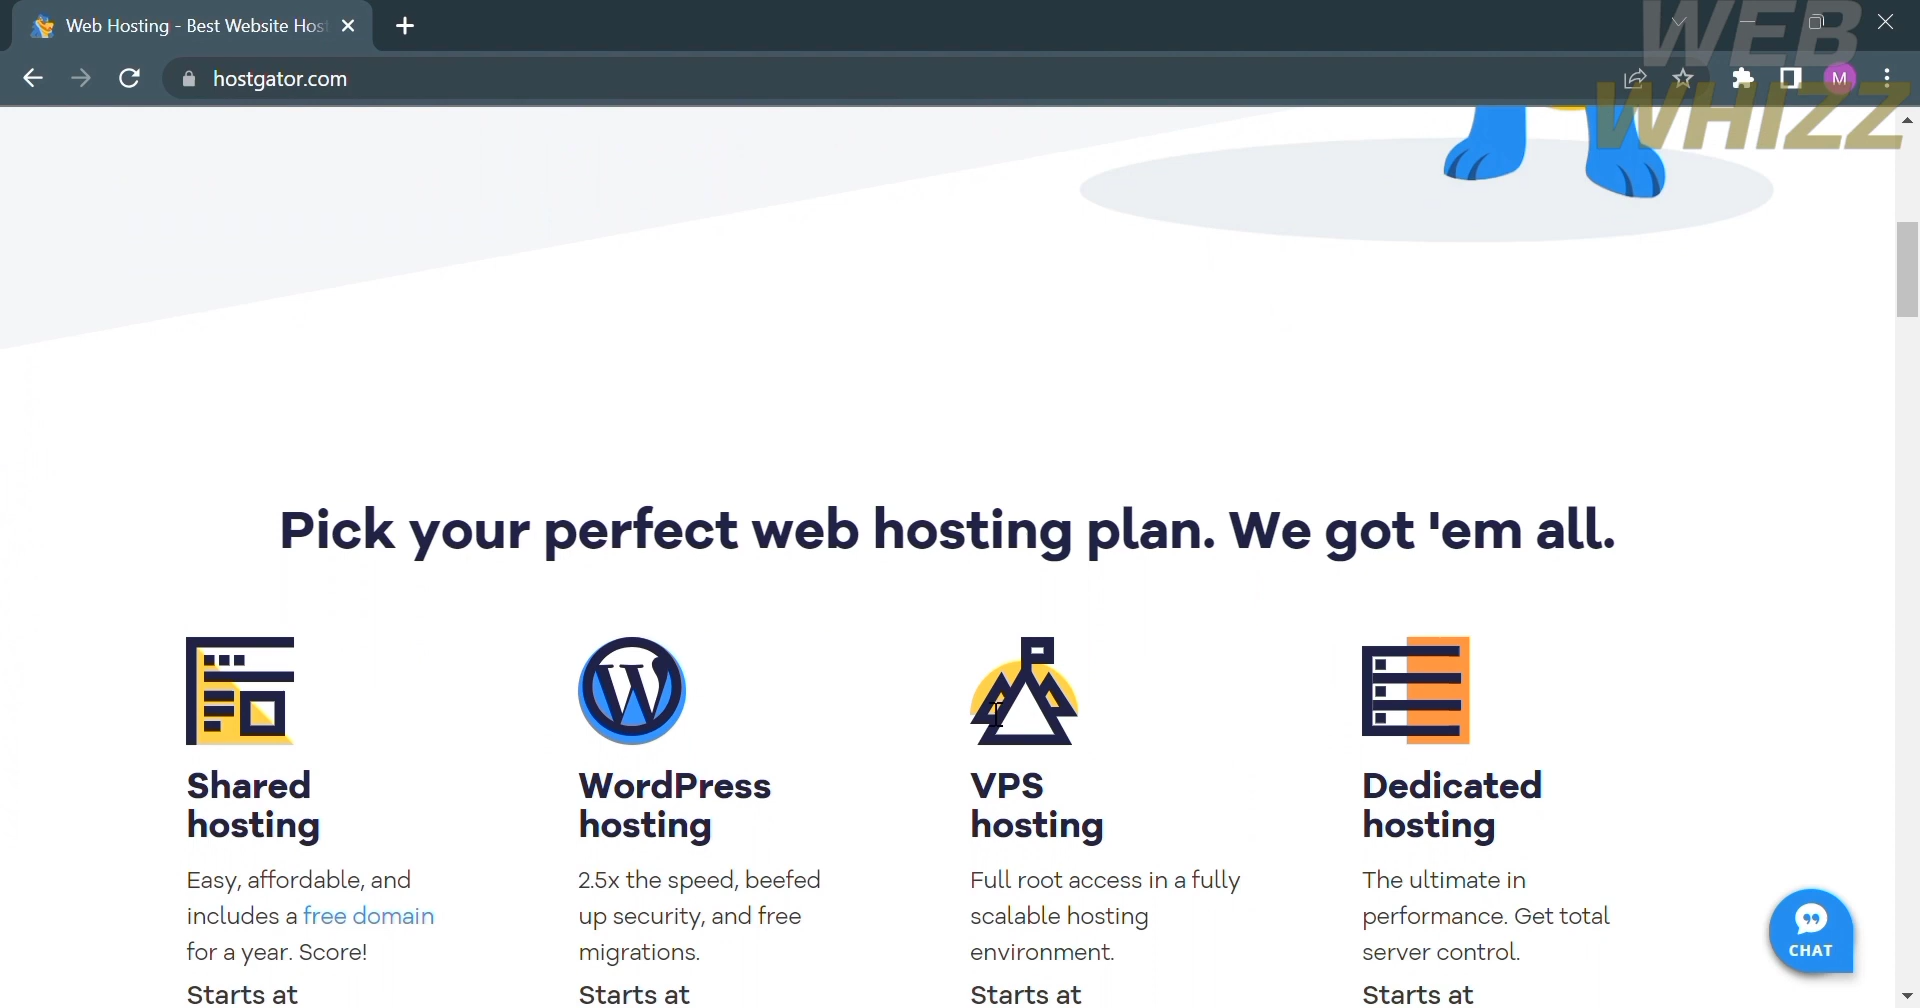 Web Hosting - Best Website Hos
WEB
hostgator.com
M
WHIZZ
Pick your perfect web hosting plan. We got 'em all.
Shared
hosting
Easy, affordable, and
includes a free domain
for a year. Score!
Starts at
WordPress
hosting
2.5x the speed, beefed
up security, and free
migrations.
Starts at
VPS
hosting
Full root access in a fully
scalable hosting
environment.
Starts at
Dedicated
hosting
The ultimate in
performance. Get total
server control.
Starts at
CHAT